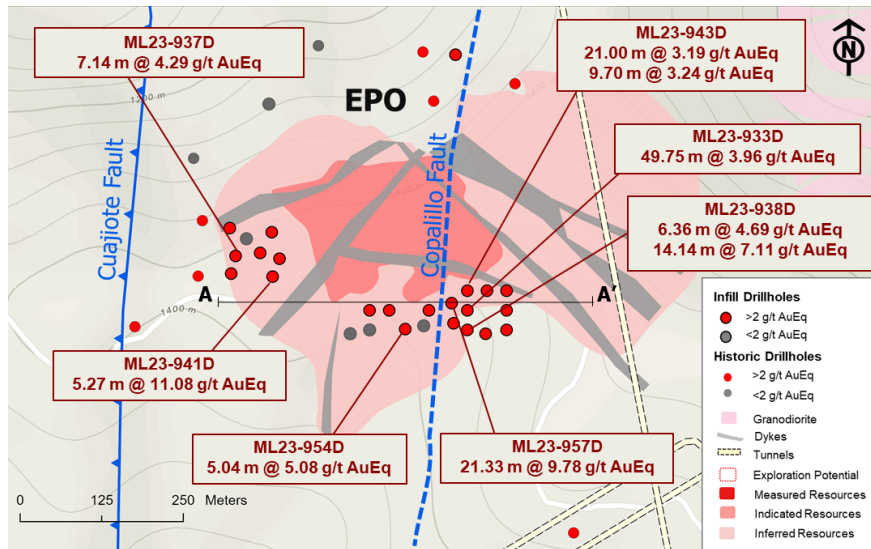 ML23-937D
7.14 m @ 4.29 g/t AuEq
ML23-943D
21.00 m @ 3.19 g/t AuEq
9.70 m @ 3.24 g/t AuEq
N
EPO
1200 m
Cuajiote Fault
Copalillo Fault
ML23-933D
49.75 m @ 3.96 g/t AuEq
ML23-938D
6.36 m @ 4.69 g/t AuEq
14.14 m @ 7.11 g/t AuEq
1400 m
A
A'
1400 m
ML23-941D
5.27 m @ 11.08 g/t AuEq
ML23-954D
5.04 m @ 5.08 g/t AuEq
ML23-957D
21.33 m @ 9.78 g/t AuEq
0 125 250 Meters
Infill Drillholes
>2 g/t AuEq
<2 g/t AuEq
Historic Drillholes
>2 g/t AuEq
<2 g/t AuEq
Granodiorite
Dykes
Tunnels
Exploration Potential
Measured Resources
Indicated Resources
Inferred Resources